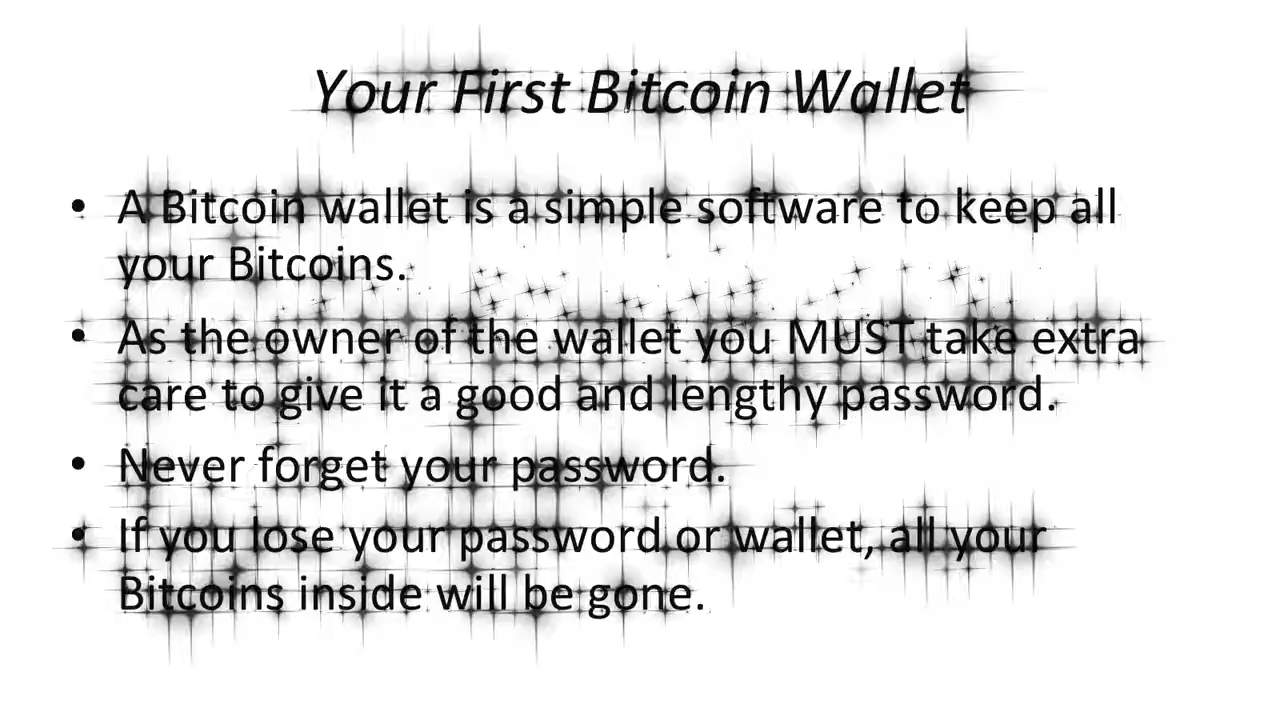 Your First Bitcoin Wallet
• A Bitcoin wallet is a simple software to keep all
your Bitcoins.
• As the owner of the wallet you MUST take extra
care to give it a good and lengthy password.
• Never forget your password.
• If you lose your password or wallet, all your
Bitcoins inside will be gone.